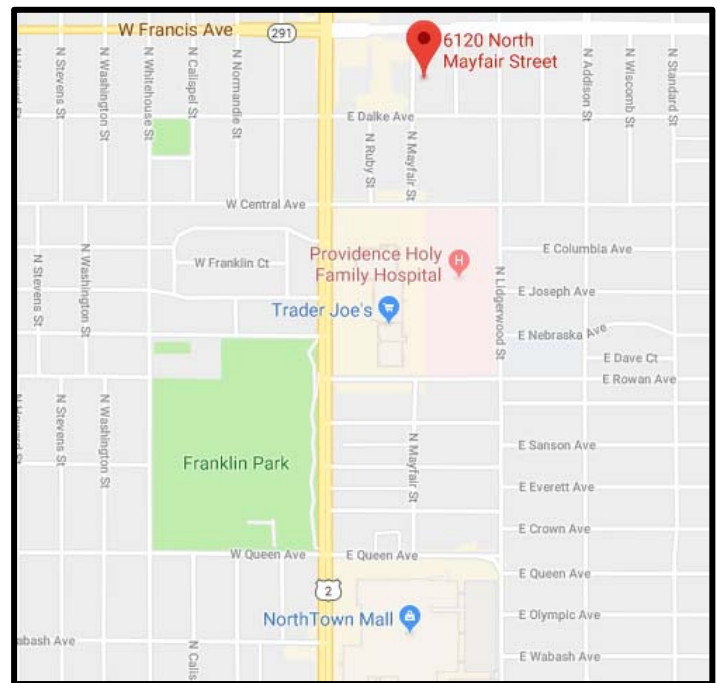 W Francis Ave
291
6120 North
Mayfair Street
N Stevens St
N Washington St
N Whitehouse St
N Calispel St
N Normandie St
N Addison St
N Wiscomb St
N Standard St
E Dalke Ave
N Ruby St
N Mayfair St
W Central Ave
Providence Holy
Family Hospital
H
E Columbia Ave
N Stevens St
N Washington St
W Franklin Ct
N Lidgerwood St
E Joseph Ave
Trader Joe's
E Nebraska Ave
E Dave Ct
E Rowan Ave
N Stevens St
N Washington St
N Mayfair St
Franklin Park
E Sanson Ave
E Everett Ave
E Crown Ave
W Queen Ave
E Queen Ave
E Queen Ave
2
NorthTown Mall
E Olympic Ave
abash Ave
N Calis
E Wabash Ave